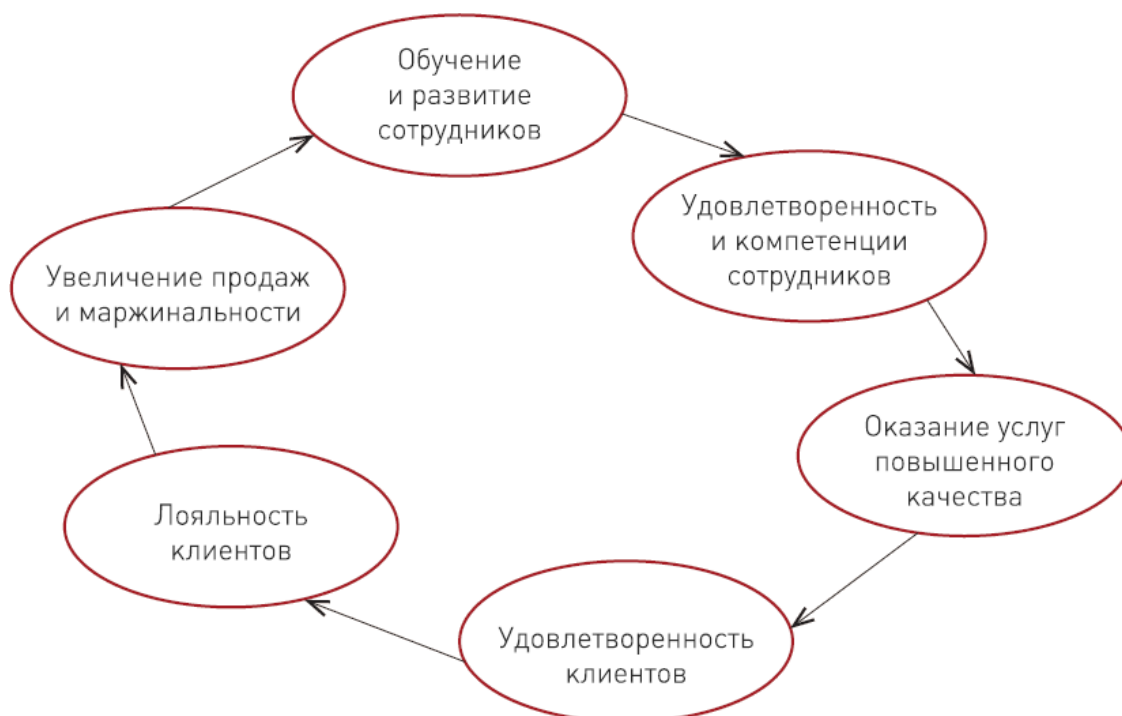 Обучение
и развитие
сотрудников
Удовлетворенность
и компетенции
сотрудников
Оказание услуг
повышенного
качества
Удовлетворенность
клиентов
Лояльность
клиентов
Увеличение продаж
и маржинальности